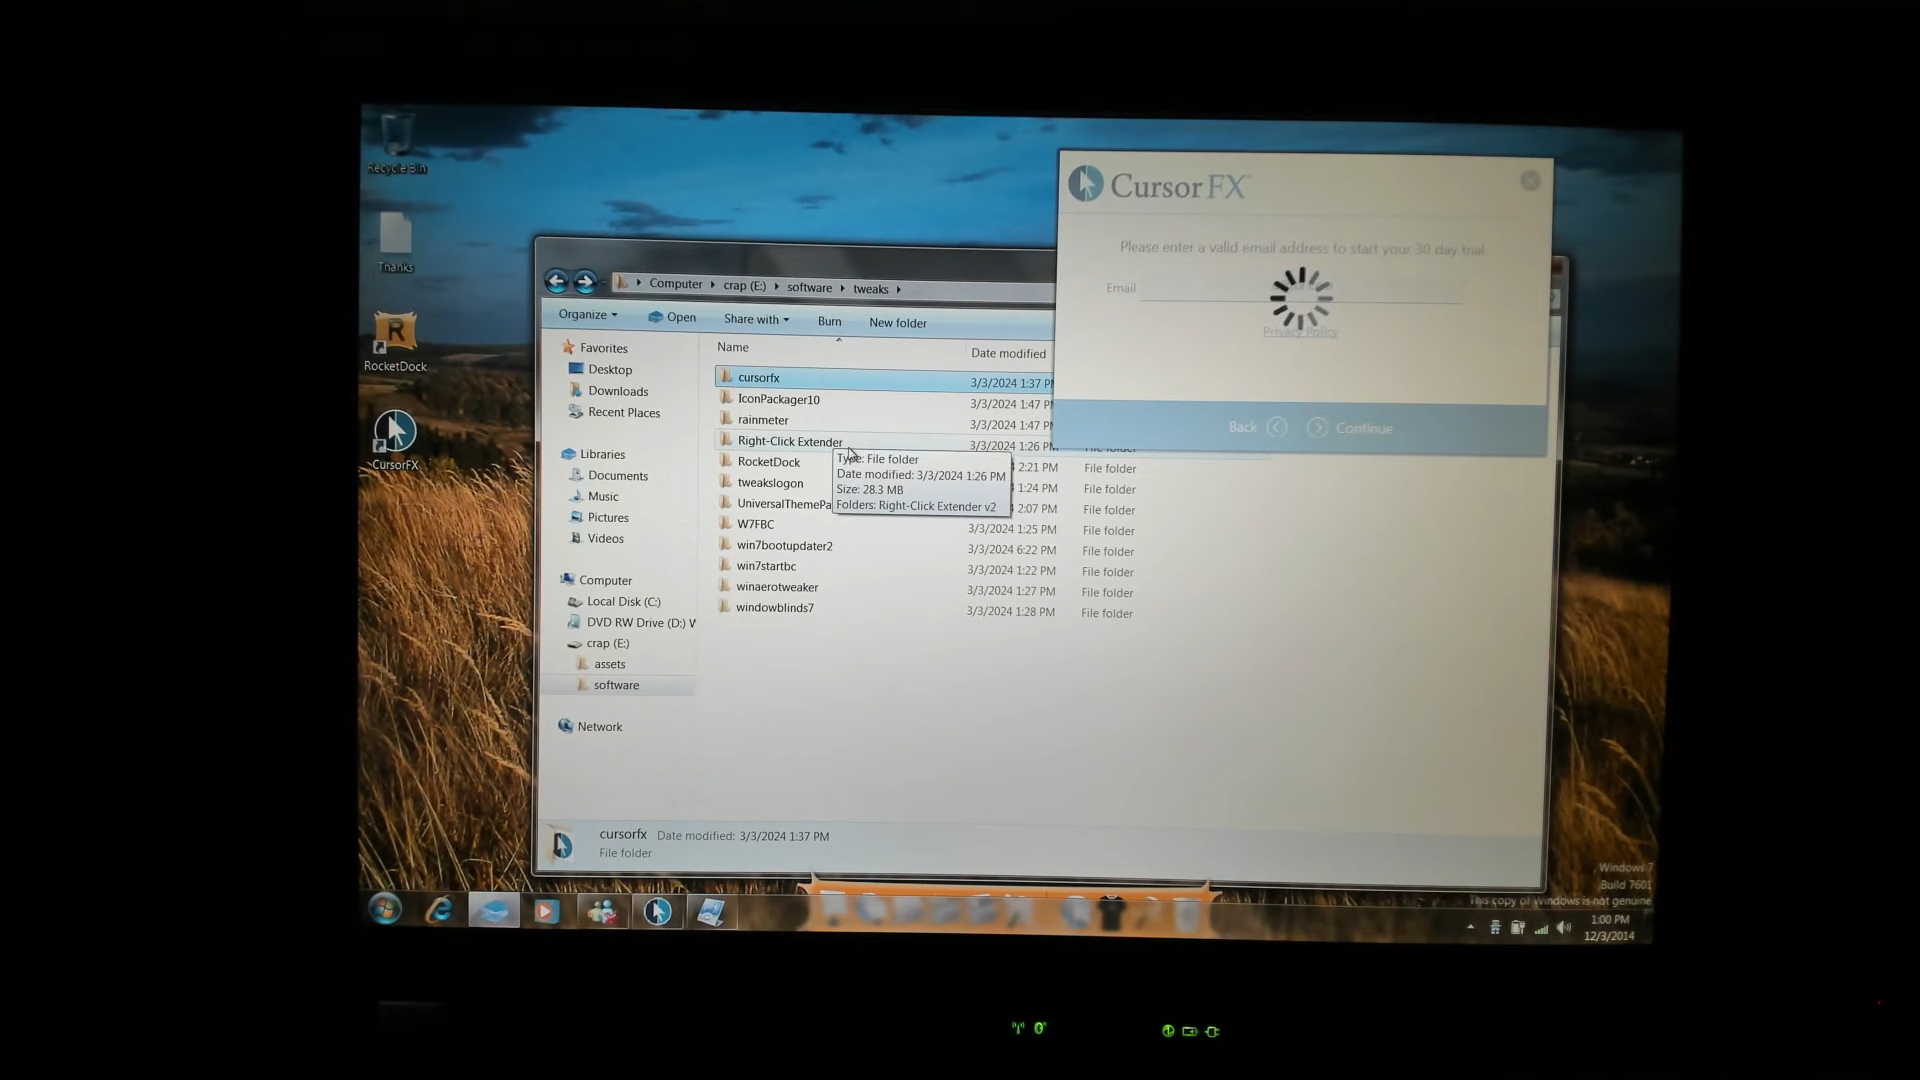 Recycle Bin
Thanks
RocketDock
CursorFX
CursorFX
Please enter a valid email address to start your 30 day trial.
Email
Privacy Policy
Back
Continue
Computer
crap (E:)
software
tweaks
Organize
Open
Share with
Burn
New folder
Name
Date modified
Favorites
Desktop
Downloads
Recent Places
Libraries
Documents
Music
Pictures
Videos
Computer
Local Disk (C:)
DVD RW Drive (D:) W
crap (E:)
assets
software
Network
cursorfx 3/3/2024 1:37 PM
IconPackager10 3/3/2024 1:47 PM
rainmeter 3/3/2024 1:47 PM
Right-Click Extender 3/3/2024 1:26 PM File folder
RocketDock 2:21 PM File folder
tweakslogon 1:24 PM File folder
UniversalThemePa 2:07 PM File folder
W7FBC 3/3/2024 1:25 PM File folder
win7bootupdater2 3/3/2024 6:22 PM File folder
win7startbc 3/3/2024 1:22 PM File folder
winaerotweaker 3/3/2024 1:27 PM File folder
windowblinds7 3/3/2024 1:28 PM File folder
Type: File folder
Date modified: 3/3/2024 1:26 PM
Size: 28.3 MB
Folders: Right-Click Extender v2
cursorfx Date modified: 3/3/2024 1:37 PM
File folder
Windows 7
Build 7601
This copy of Windows is not genuine
1:00 PM
12/3/2014